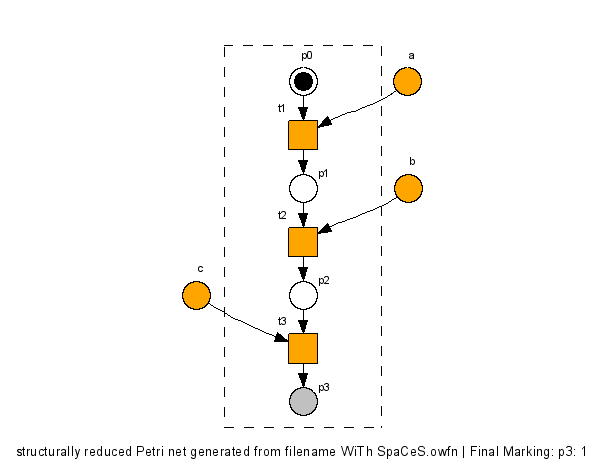 p0
a
t1
p1
b
t2
c
p2
t3
p3
structurally reduced Petri net generated from filename WiTh SpaCeS.owfn | Final Marking: p3: 1